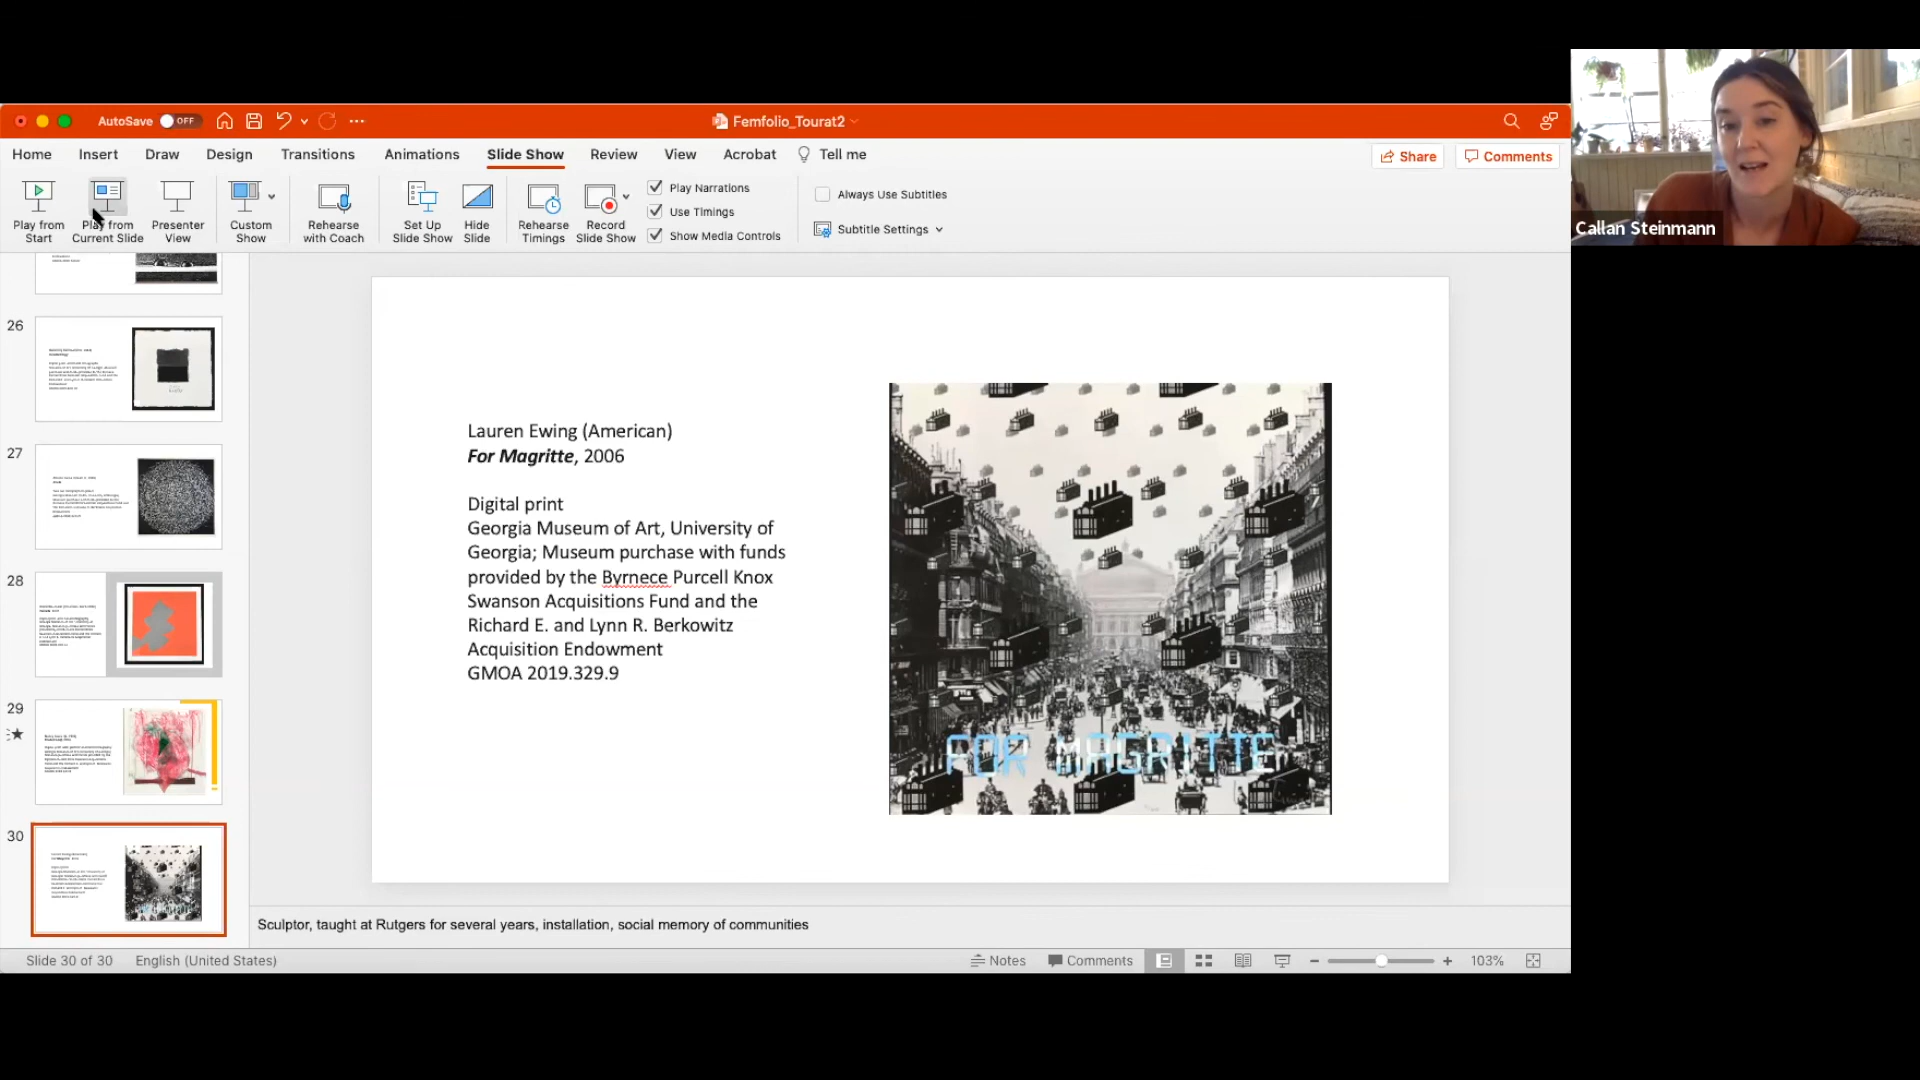 AutoSave OFF
Femfolio_Tourat2
Home Insert Draw Design Transitions Animations Slide Show Review View Acrobat Tell me
Share Comments
Play from Start
Play from Current Slide
Presenter View
Custom Show
Rehearse with Coach
Set Up Slide Show
Hide Slide
Rehearse Timings
Record Slide Show
Play Narrations
Use Timings
Show Media Controls
Always Use Subtitles
Subtitle Settings
Callan Steinmann
26
27
28
29
30
Lauren Ewing (American)
For Magritte, 2006
Digital print
Georgia Museum of Art, University of
Georgia; Museum purchase with funds
provided by the Byrnece Purcell Knox
Swanson Acquisitions Fund and the
Richard E. and Lynn R. Berkowitz
Acquisition Endowment
GMOA 2019.329.9
FOR MAGRITTE
Sculptor, taught at Rutgers for several years, installation, social memory of communities
Slide 30 of 30 English (United States)
Notes Comments 103%